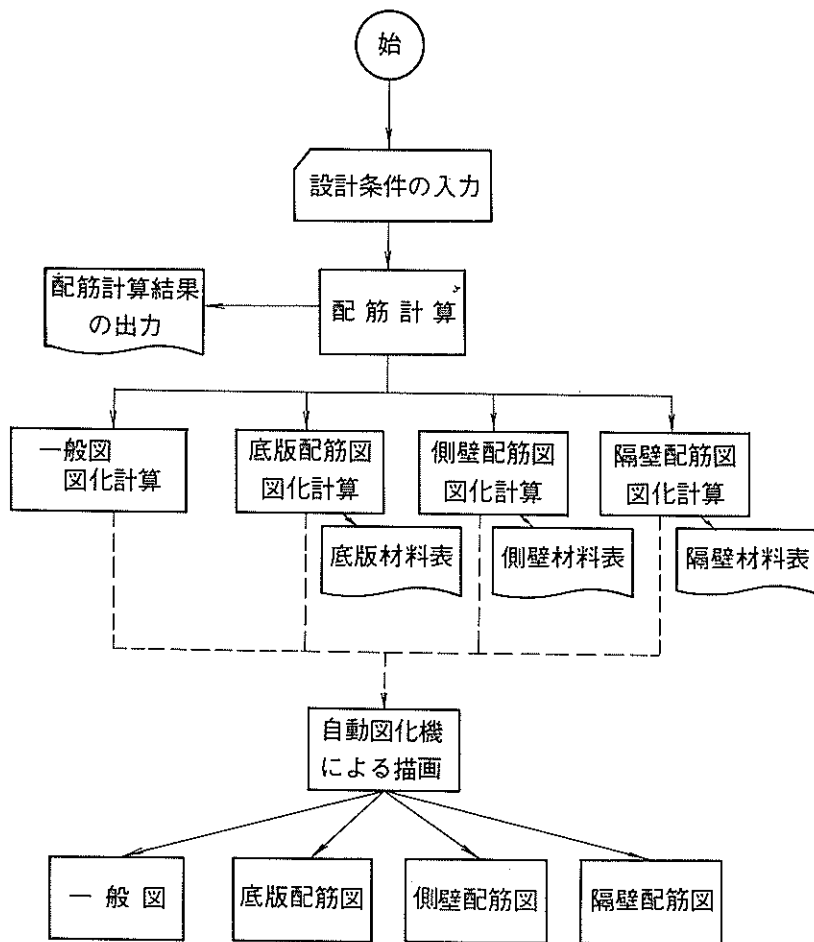 始
設計条件の入力
配筋計算結果
の出力
配筋計算
一般図
図化計算
底版配筋図
図化計算
側壁配筋図
図化計算
隔壁配筋図
図化計算
底版材料表
側壁材料表
隔壁材料表
自動図化機
による描画
一般図
底版配筋図
側壁配筋図
隔壁配筋図